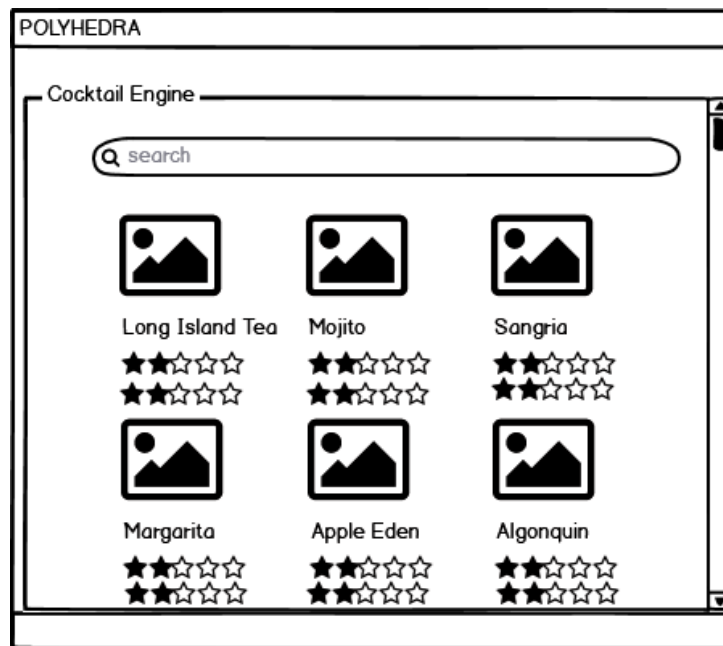 POLYHEDRA
Cocktail Engine
search
Long Island Tea
Mojito
Sangria
Margarita
Apple Eden
Algonquin